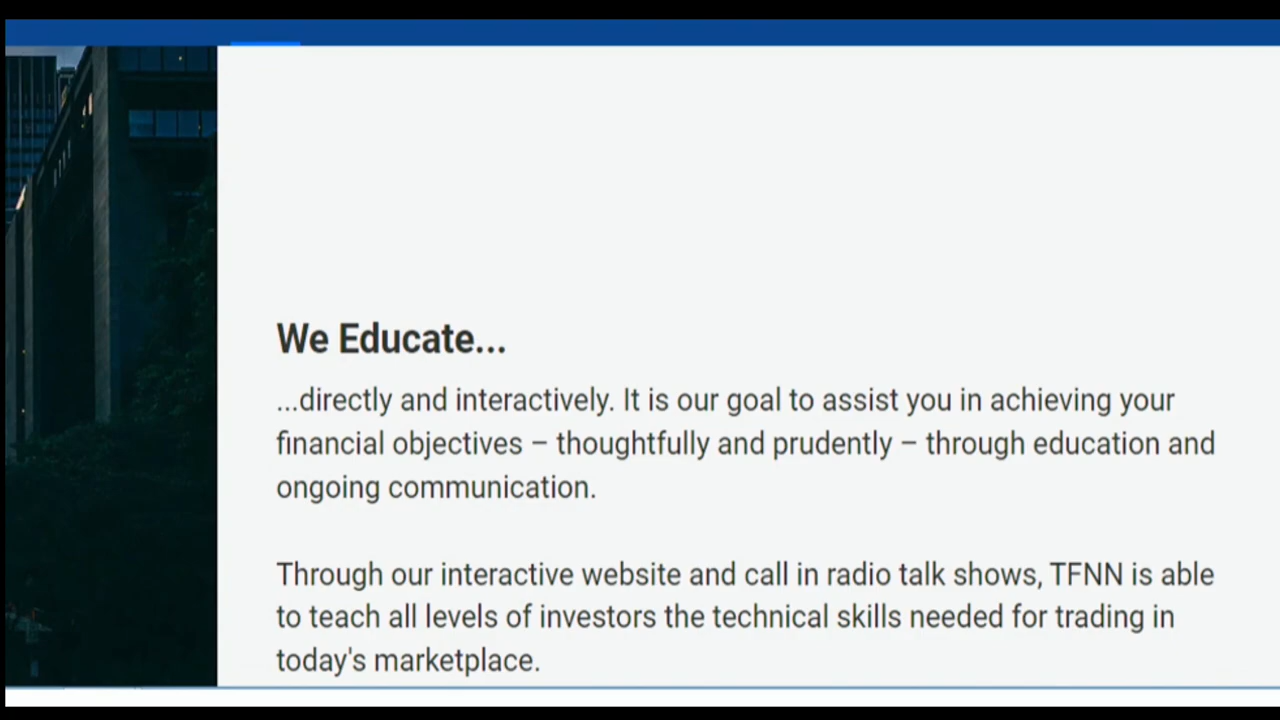 We Educate...
...directly and interactively. It is our goal to assist you in achieving your
financial objectives – thoughtfully and prudently – through education and
ongoing communication.
Through our interactive website and call in radio talk shows, TFNN is able
to teach all levels of investors the technical skills needed for trading in
today's marketplace.